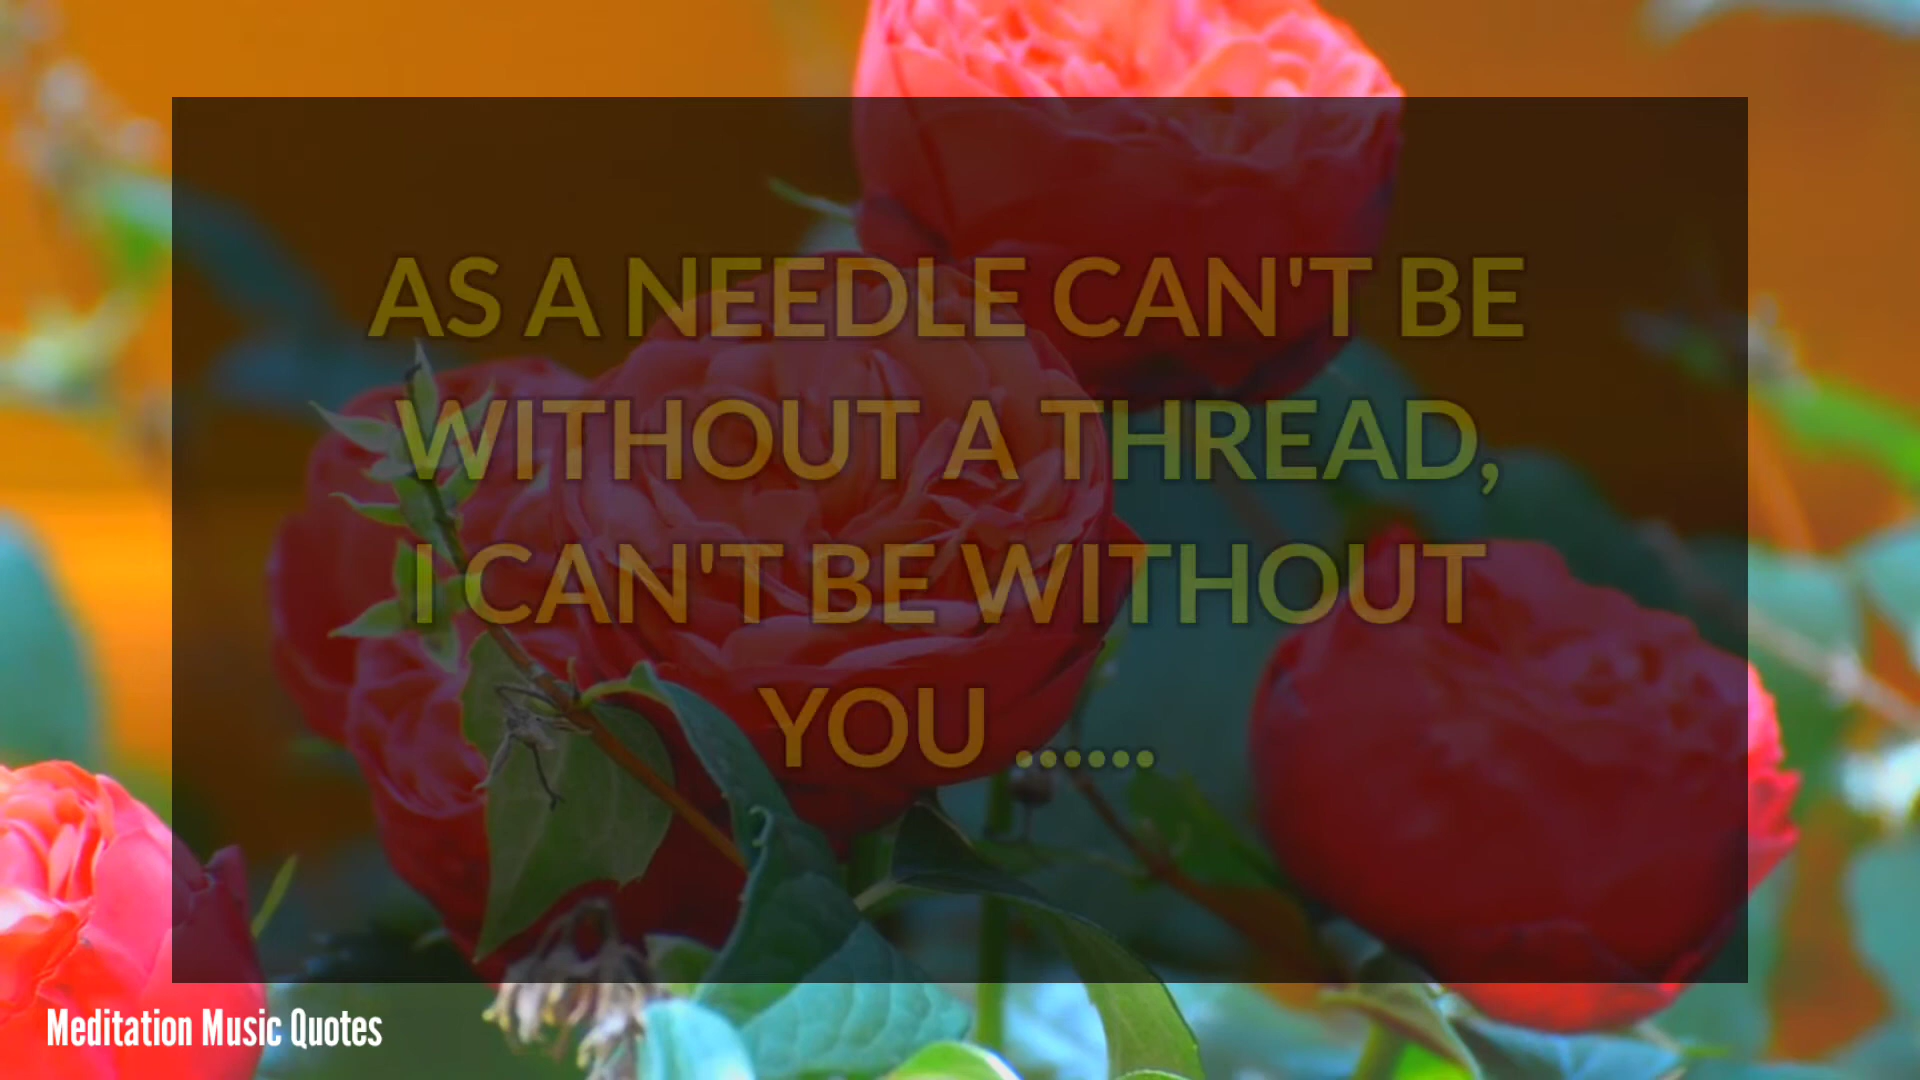 AS A NEEDLE CAN'T BE
WITHOUT A THREAD,
I CAN'T BE WITHOUT
YOU ......
Meditation Music Quotes